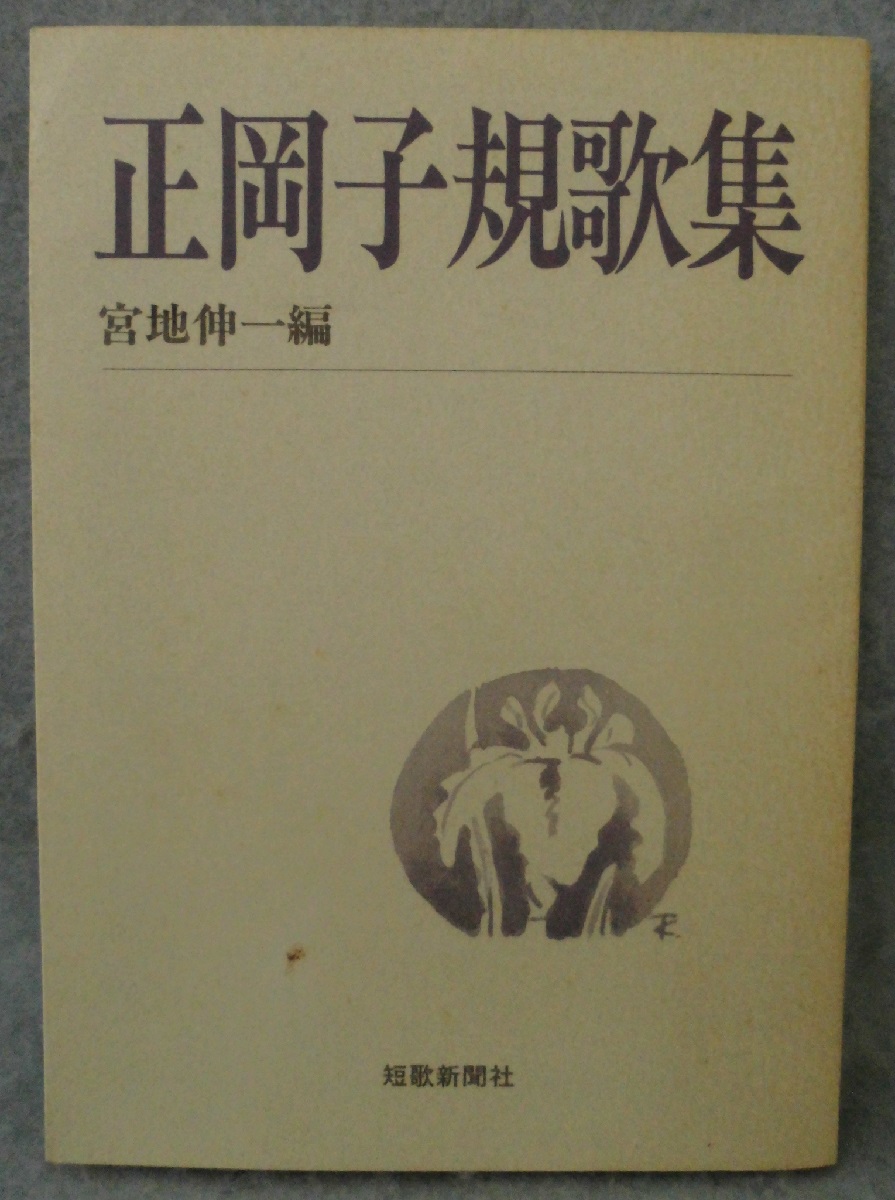 正岡子規歌集
宮地伸一編
短歌新聞社